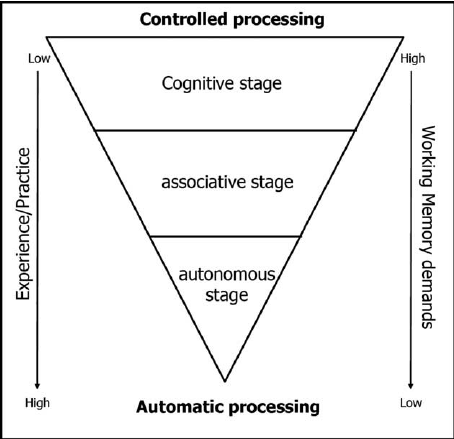 Controlled processing
Low
High
Cognitive stage
associative stage
autonomous
stage
Experience/Practice
Working Memory demands
High
Automatic processing
Low